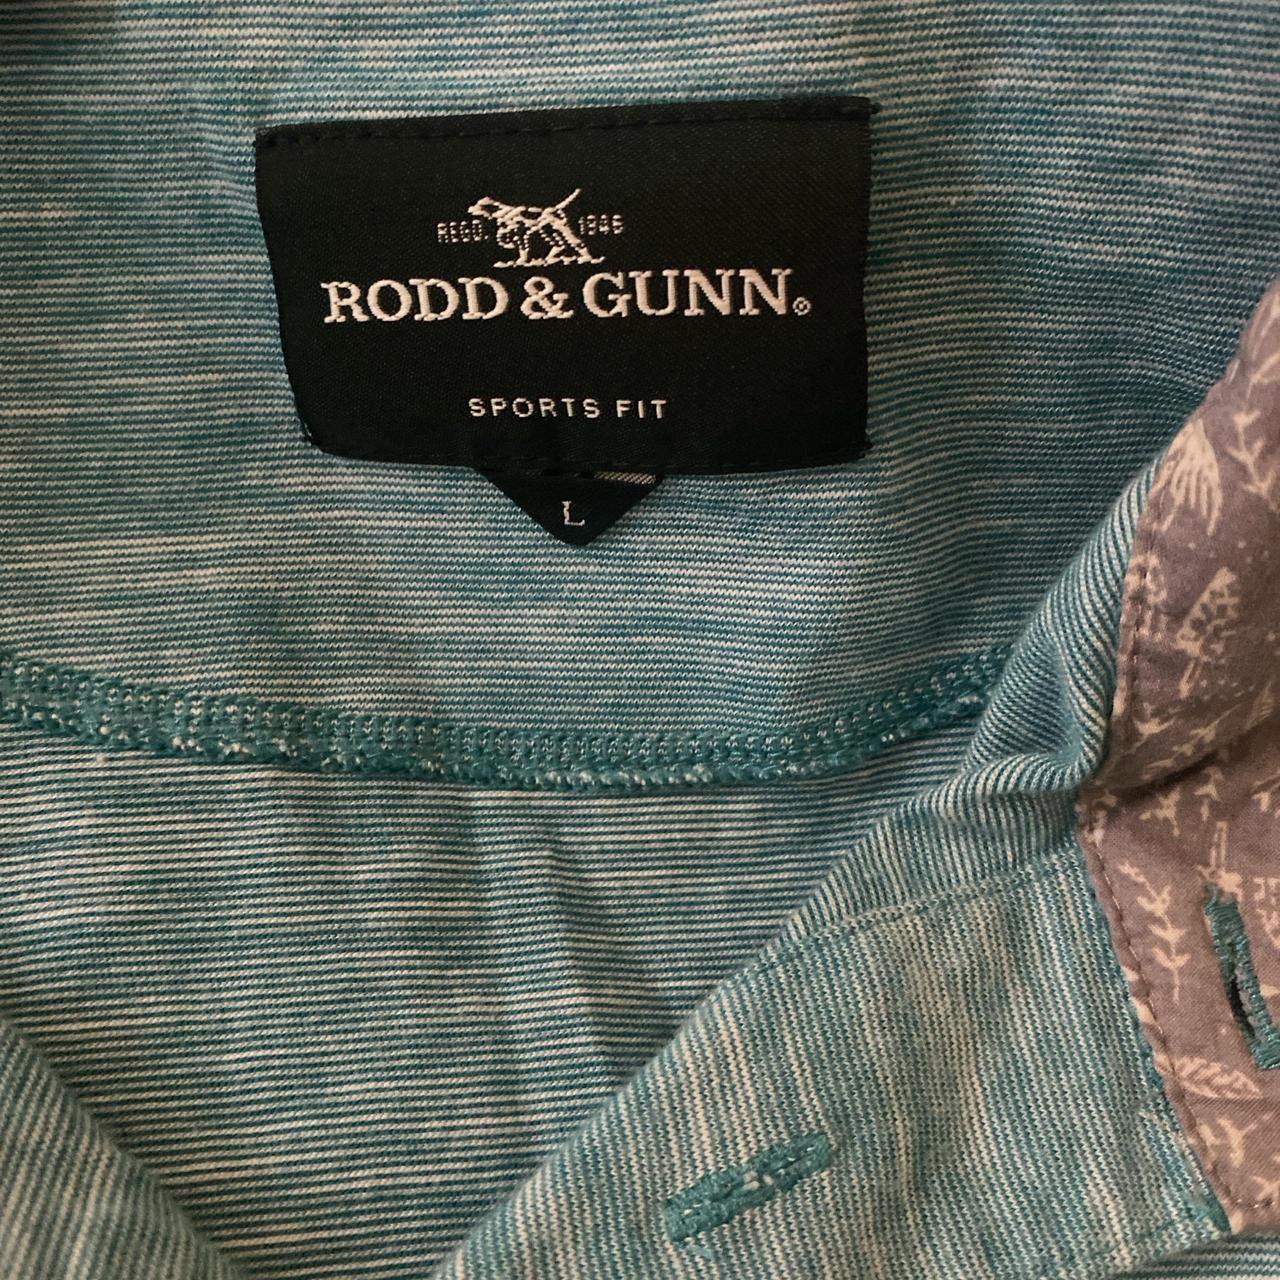 REGD 1946
RODD & GUNN®
SPORTS FIT
L